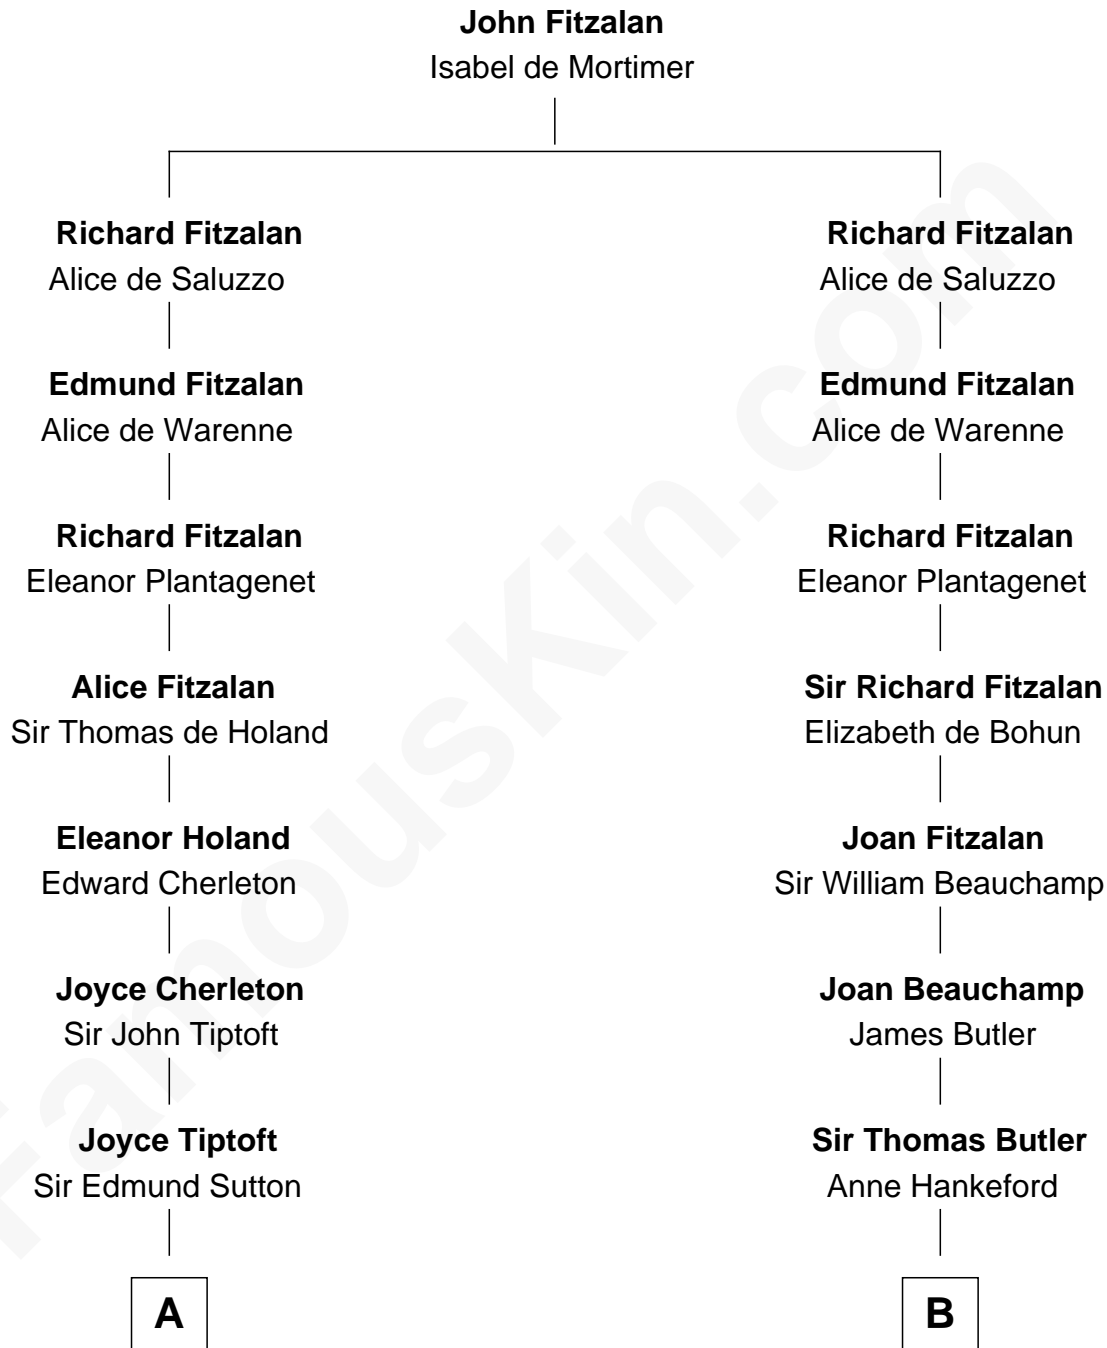 John Fitzalan
Isabel de Mortimer
Richard Fitzalan
Alice de Saluzzo
Edmund Fitzalan
Alice de Warenne
Richard Fitzalan
Eleanor Plantagenet
Alice Fitzalan
Sir Thomas de Holand
Eleanor Holand
Edward Cherleton
Joyce Cherleton
Sir John Tiptoft
Joyce Tiptoft
Sir Edmund Sutton
A
Richard Fitzalan
Alice de Saluzzo
Edmund Fitzalan
Alice de Warenne
Richard Fitzalan
Eleanor Plantagenet
Sir Richard Fitzalan
Elizabeth de Bohun
Joan Fitzalan
Sir William Beauchamp
Joan Beauchamp
James Butler
Sir Thomas Butler
Anne Hankeford
B
FamousKin.com